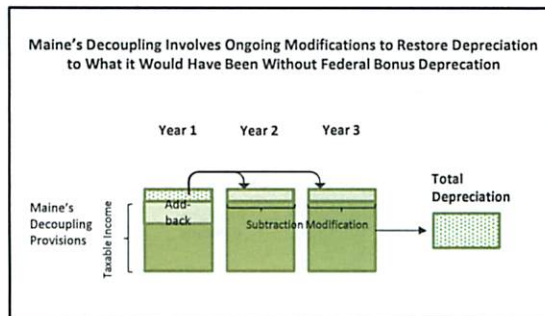 Maine's Decoupling Involves Ongoing Modifications to Restore Depreciation
to What it Would Have Been Without Federal Bonus Deprecation
Year 1 Year 2 Year 3
Maine's
Decoupling
Provisions
Taxable Income
Add-
back
Subtraction Modification
Total
Depreciation